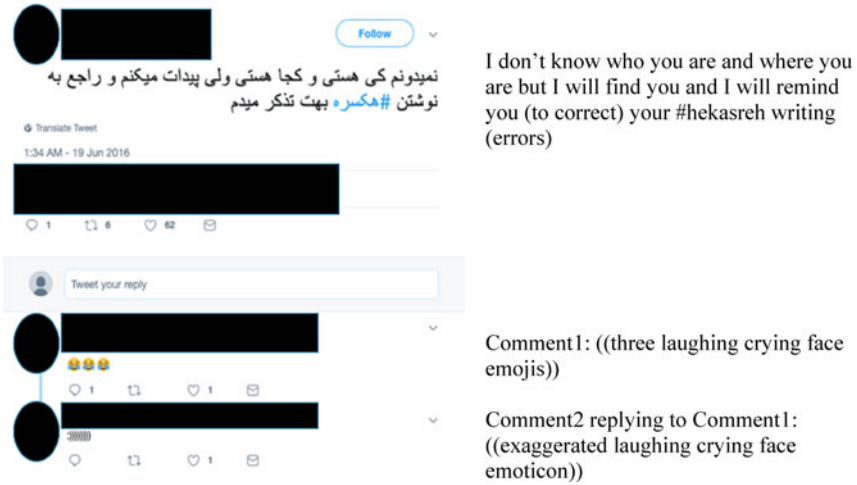 Follow
نمیدونم کی هستی و کجا هستی ولی پیدات میکنم و راجع به
نوشتن #هکسره بهت تذکر میدم
Translate Tweet
1:34 AM - 19 Jun 2016
1 6 62
Tweet your reply
😂😂😂
1 1
:)))))))
1
I don’t know who you are and where you
are but I will find you and I will remind
you (to correct) your #hekasreh writing
(errors)
Comment1: ((three laughing crying face
emojis))
Comment2 replying to Comment1:
((exaggerated laughing crying face
emoticon))